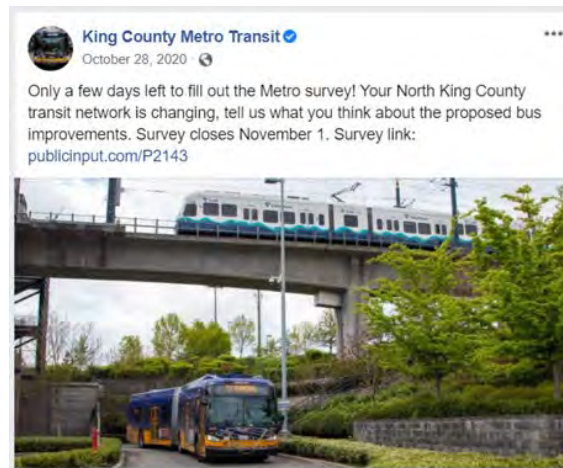 King County Metro Transit
October 28, 2020 ·
Only a few days left to fill out the Metro survey! Your North King County
transit network is changing, tell us what you think about the proposed bus
improvements. Survey closes November 1. Survey link:
publicinput.com/P2143